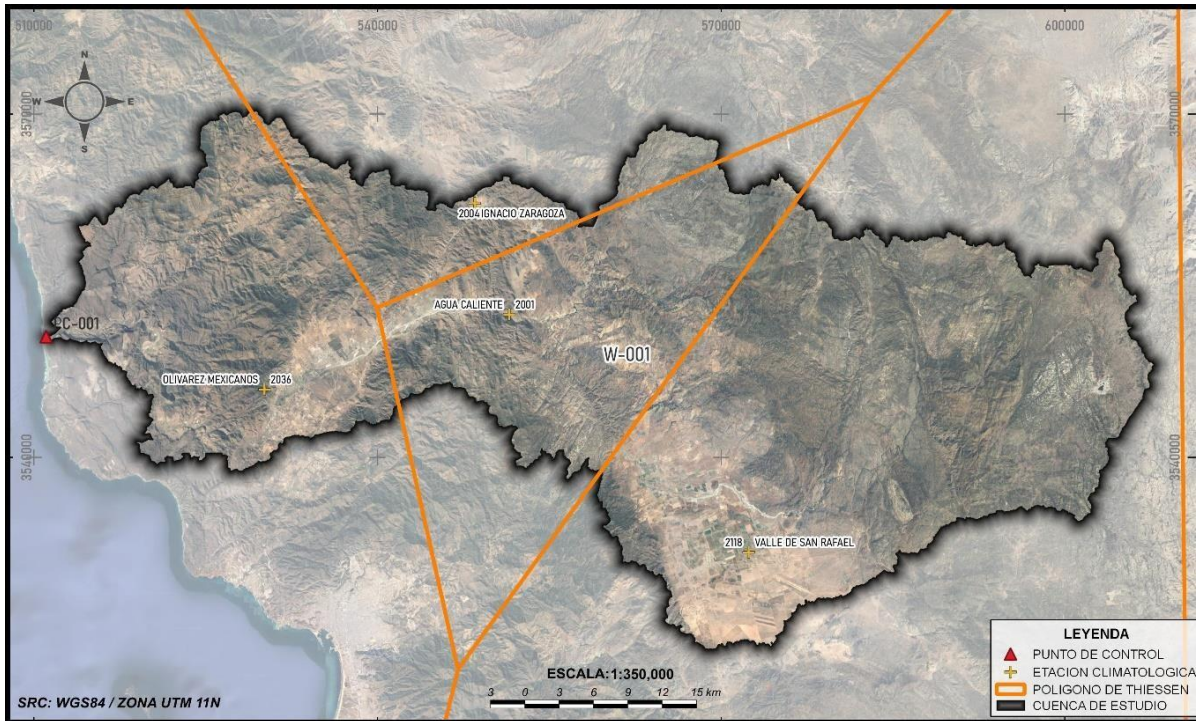 510000
540000
570000
600000
N
W E
S
3570000
3570000
2004 IGNACIO ZARAGOZA
AGUA CALIENTE 2001
PC-001
W-001
OLIVAREZ MEXICANOS 2036
3540000
3540000
2118 VALLE DE SAN RAFAEL
LEYENDA
PUNTO DE CONTROL
ETACION CLIMATOLOGICA
POLIGONO DE THIESSEN
CUENCA DE ESTUDIO
ESCALA:1:350,000
3 0 3 6 9 12 15 km
SRC: WGS84 / ZONA UTM 11N